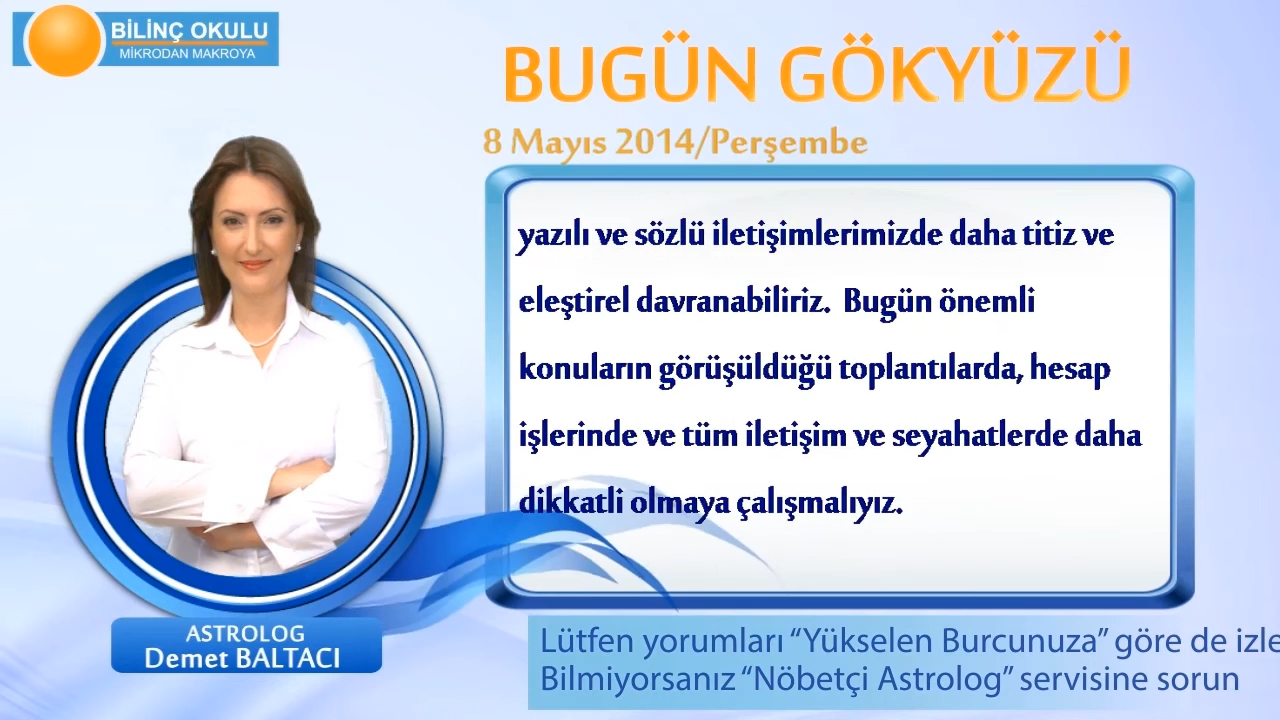 BİLİNÇ OKULU
MİKRODAN MAKROYA
BUGÜN GÖKYÜZÜ
8 Mayıs 2014/Perşembe
yazılı ve sözlü iletişimlerimizde daha titiz ve
eleştirel davranabiliriz. Bugün önemli
konuların görüşüldüğü toplantılarda, hesap
işlerinde ve tüm iletişim ve seyahatlerde daha
dikkatli olmaya çalışmalıyız.
ASTROLOG
Demet BALTACI
Lütfen yorumları “Yükselen Burcunuza” göre de izle
Bilmiyorsanız “Nöbetçi Astrolog” servisine sorun